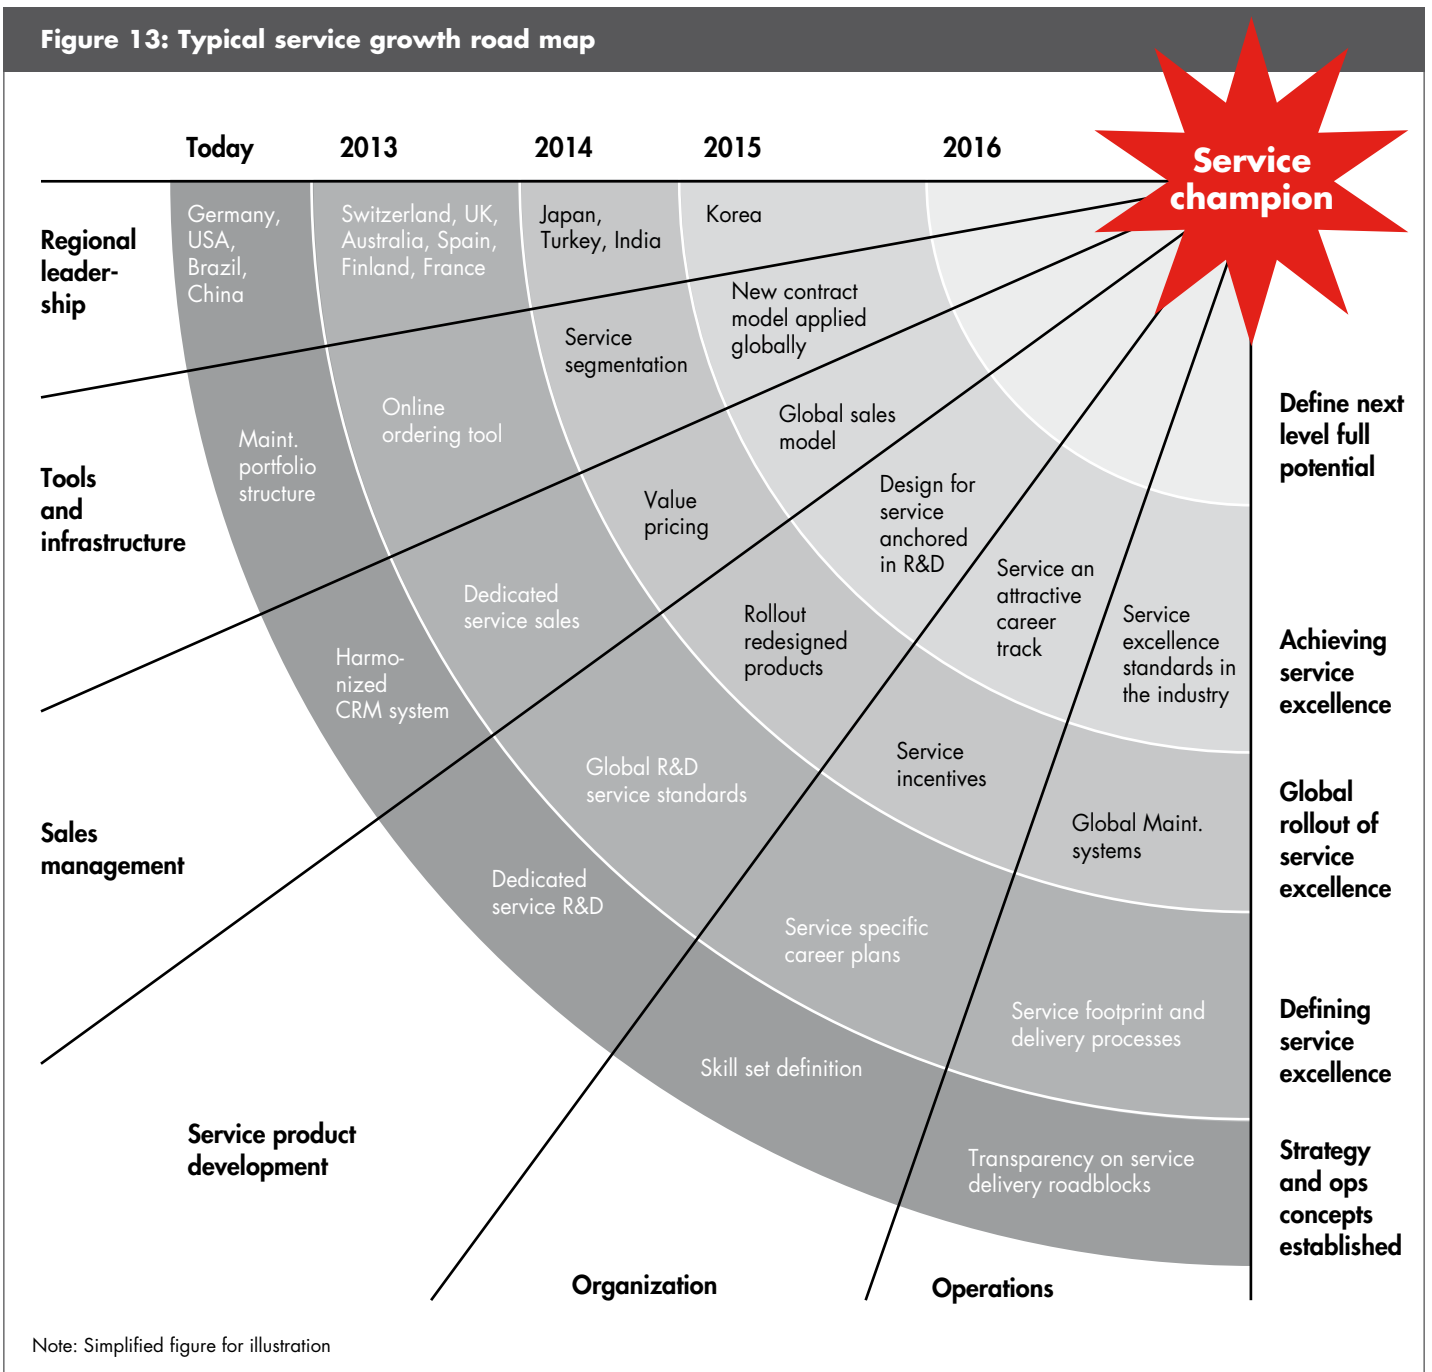 Figure 13: Typical service growth road map
Service
champion
Today
2013
2014
2015
2016
Regional
leader-
ship
Germany,
USA,
Brazil,
China
Switzerland, UK,
Australia, Spain,
Finland, France
Japan,
Turkey, India
Korea
Tools
and
infrastructure
Maint.
portfolio
structure
Online
ordering tool
Service
segmentation
New contract
model applied
globally
Sales
management
Harmo-
nized
CRM system
Dedicated
service sales
Value
pricing
Global sales
model
Service product
development
Dedicated
service R&D
Global R&D
service standards
Rollout
redesigned
products
Design for
service
anchored
in R&D
Organization
Skill set definition
Service specific
career plans
Service
incentives
Service an
attractive
career
track
Operations
Transparency on service
delivery roadblocks
Service footprint and
delivery processes
Global Maint.
systems
Service
excellence
standards in
the industry
Define next
level full
potential
Achieving
service
excellence
Global
rollout of
service
excellence
Defining
service
excellence
Strategy
and ops
concepts
established
Note: Simplified figure for illustration